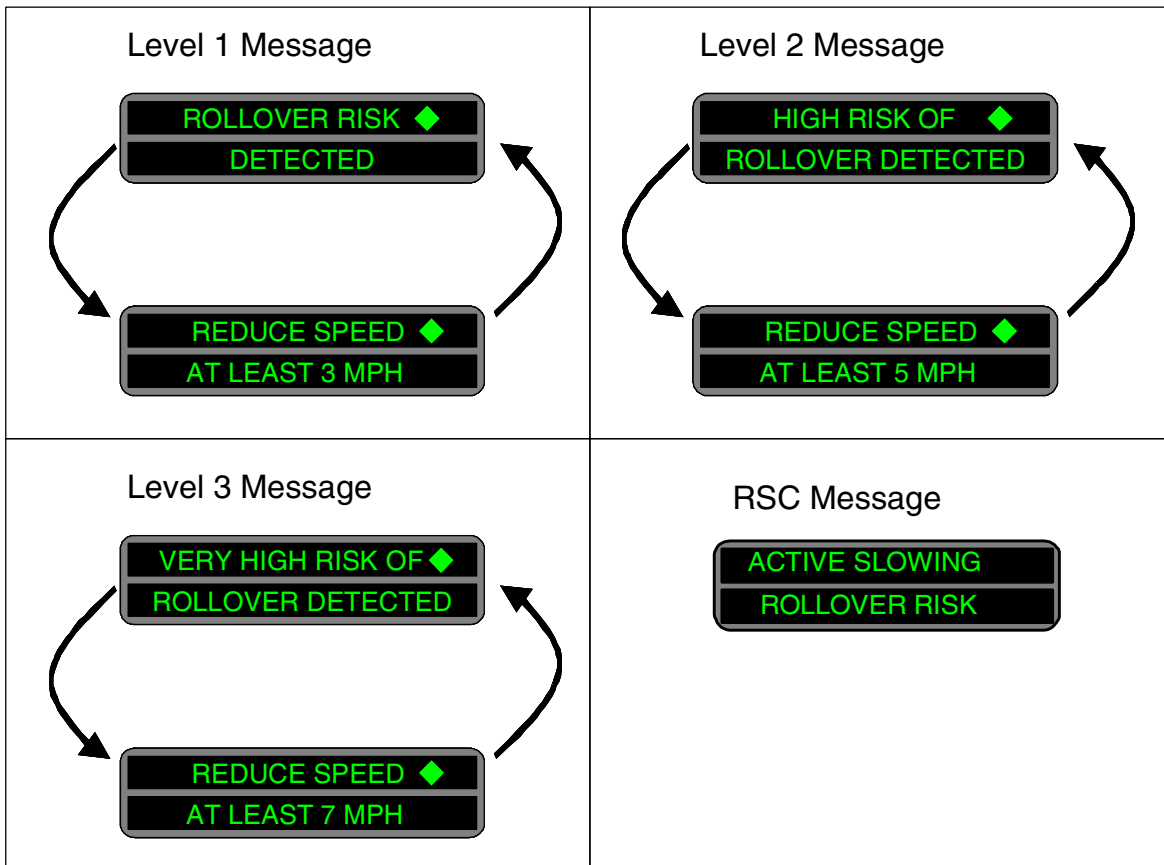 Level 1 Message
ROLLOVER RISK ◆
DETECTED
REDUCE SPEED ◆
AT LEAST 3 MPH
Level 2 Message
HIGH RISK OF ◆
ROLLOVER DETECTED
REDUCE SPEED ◆
AT LEAST 5 MPH
Level 3 Message
VERY HIGH RISK OF ◆
ROLLOVER DETECTED
REDUCE SPEED ◆
AT LEAST 7 MPH
RSC Message
ACTIVE SLOWING
ROLLOVER RISK